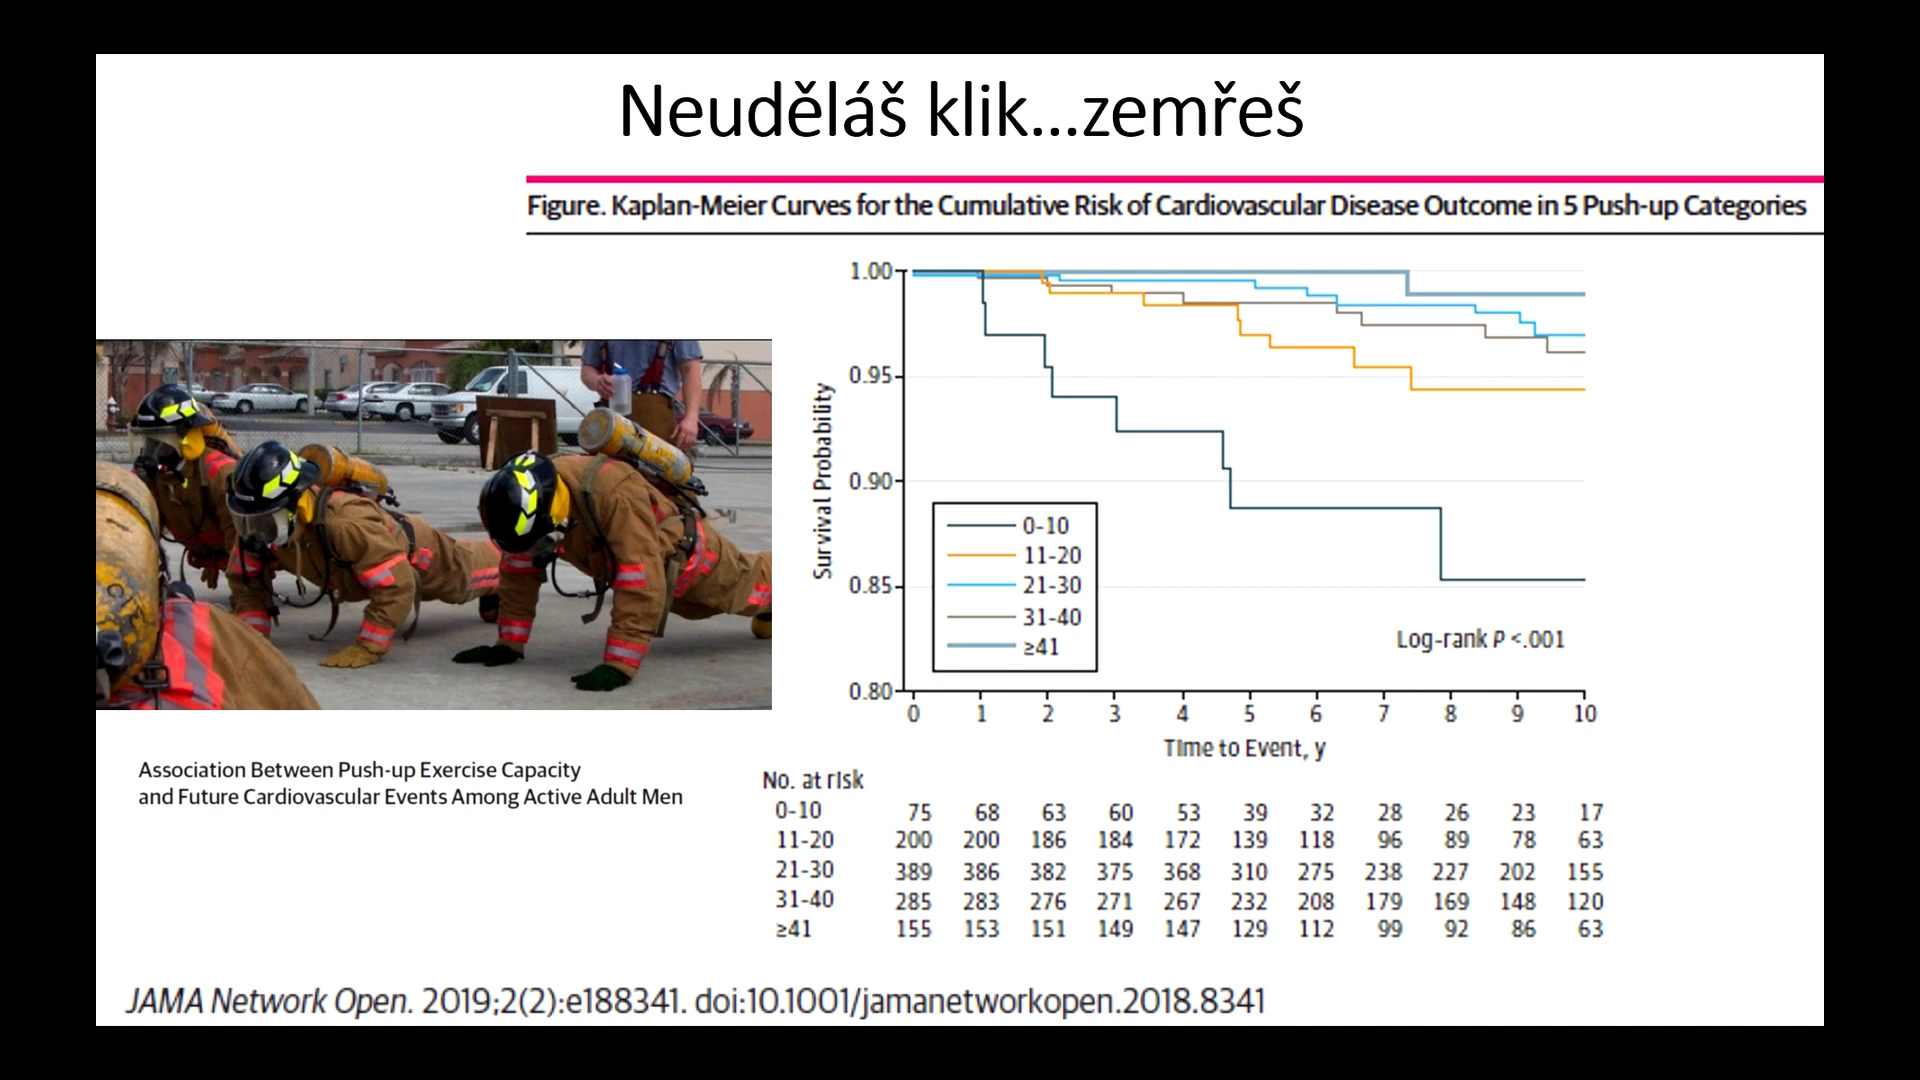 Neuděláš klik...zemřeš
Figure. Kaplan-Meier Curves for the Cumulative Risk of Cardiovascular Disease Outcome in 5 Push-up Categories
1.00
0.95
0.90
0.85
0.80
Survival Probability
0-10
11-20
21-30
31-40
≥41
Log-rank P <.001
0 1 2 3 4 5 6 7 8 9 10
Time to Event, y
No. at risk
0-10 75 68 63 60 53 39 32 28 26 23 17
11-20 200 200 186 184 172 139 118 96 89 78 63
21-30 389 386 382 375 368 310 275 238 227 202 155
31-40 285 283 276 271 267 232 208 179 169 148 120
≥41 155 153 151 149 147 129 112 99 92 86 63
Association Between Push-up Exercise Capacity
and Future Cardiovascular Events Among Active Adult Men
JAMA Network Open. 2019;2(2):e188341. doi:10.1001/jamanetworkopen.2018.8341